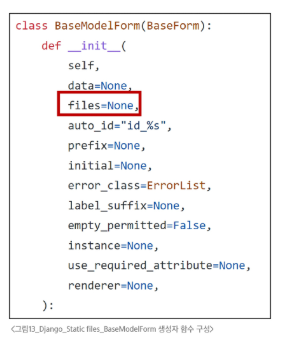 class BaseModelForm(BaseForm):
    def __init__(
        self,
        data=None,
        files=None,
        auto_id="id_%s",
        prefix=None,
        initial=None,
        error_class=ErrorList,
        label_suffix=None,
        empty_permitted=False,
        instance=None,
        use_required_attribute=None,
        renderer=None,
    ):
<그림13_Django_Static files_BaseModelForm 생성자 함수 구성>